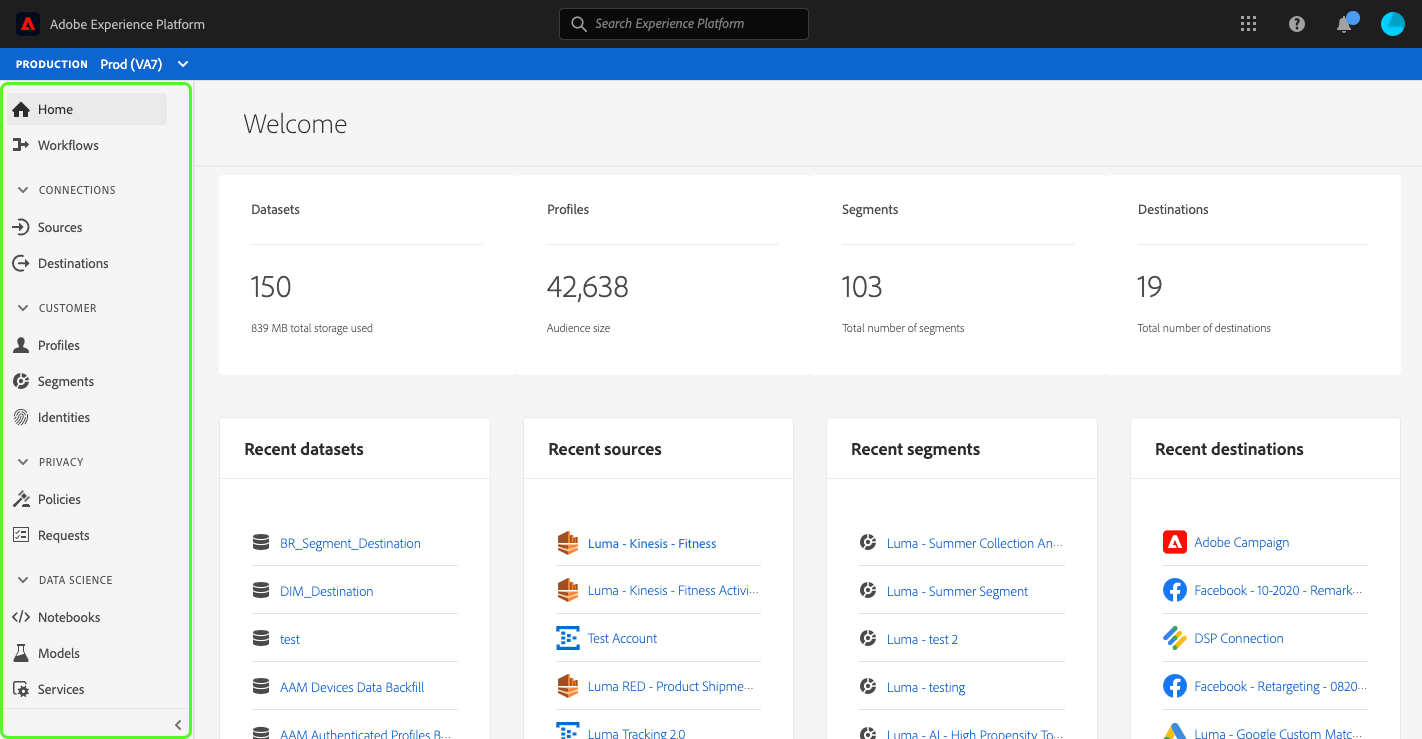 Adobe Experience Platform
Search Experience Platform
PRODUCTION Prod (VA7)
Home
Workflows
CONNECTIONS
Sources
Destinations
CUSTOMER
Profiles
Segments
Identities
PRIVACY
Policies
Requests
DATA SCIENCE
Notebooks
Models
Services
Welcome
Datasets
150
839 MB total storage used
Profiles
42,638
Audience size
Segments
103
Total number of segments
Destinations
19
Total number of destinations
Recent datasets
BR_Segment_Destination
DIM_Destination
test
AAM Devices Data Backfill
AAM Authenticated Profiles B...
Recent sources
Luma - Kinesis - Fitness
Luma - Kinesis - Fitness Activi...
Test Account
Luma RED - Product Shipme...
Luma Tracking 2.0
Recent segments
Luma - Summer Collection An...
Luma - Summer Segment
Luma - test 2
Luma - testing
Luma - AI - High Propensity To...
Recent destinations
Adobe Campaign
Facebook - 10-2020 - Remark...
DSP Connection
Facebook - Retargeting - 0820...
Luma - Google Custom Matc...